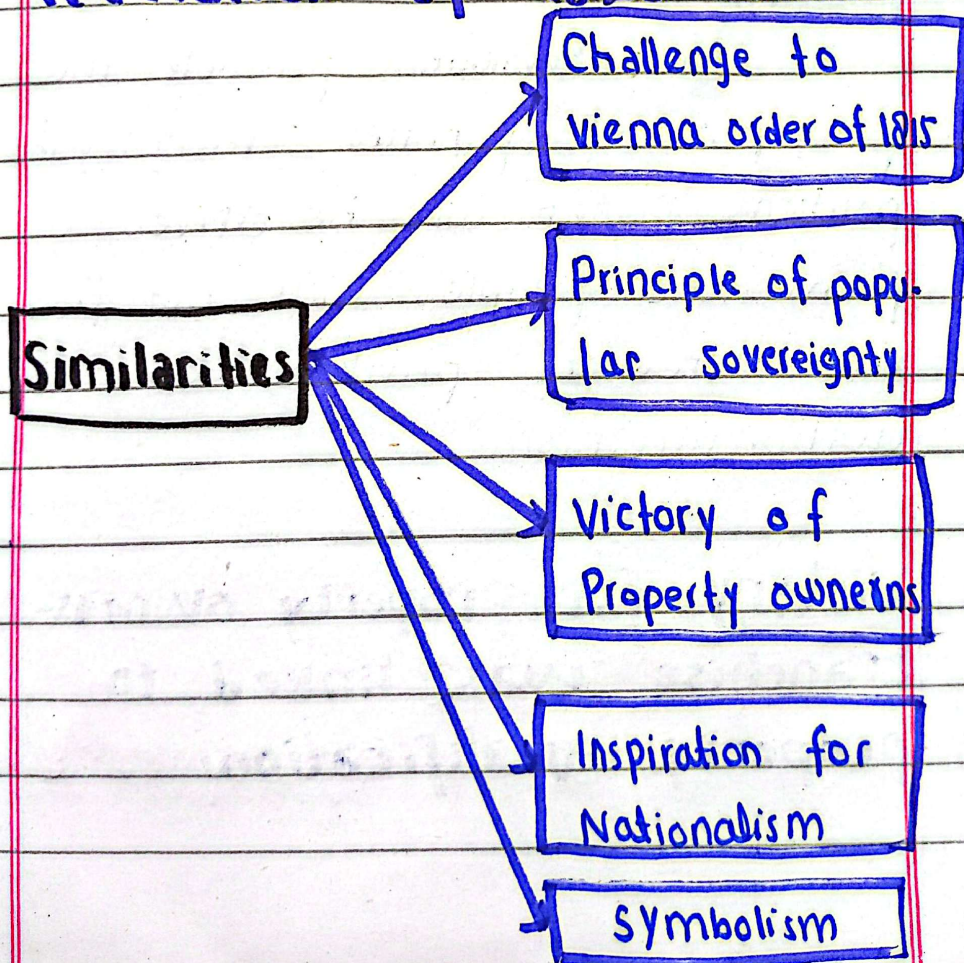 Similarities
Challenge to
Vienna order of 1815
Principle of popu-
lar sovereignty
Victory of
Property owners
Inspiration for
Nationalism
Symbolism